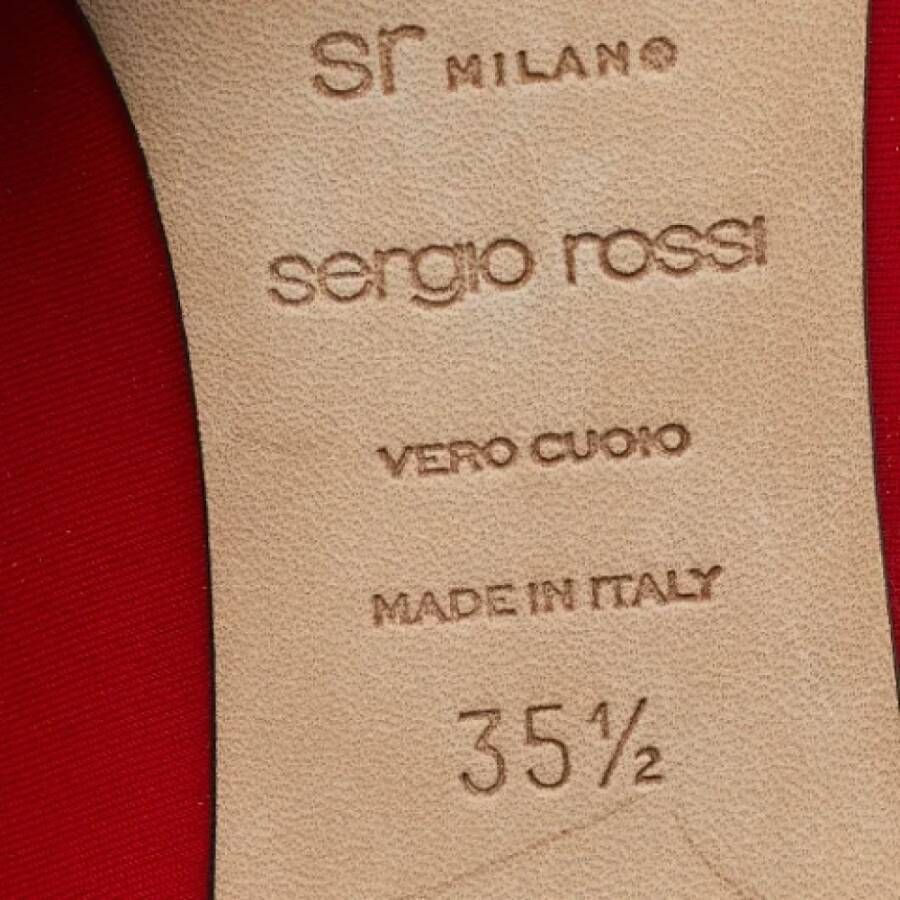 sr MILANO
sergio rossi
VERO CUOIO
MADE IN ITALY
35½